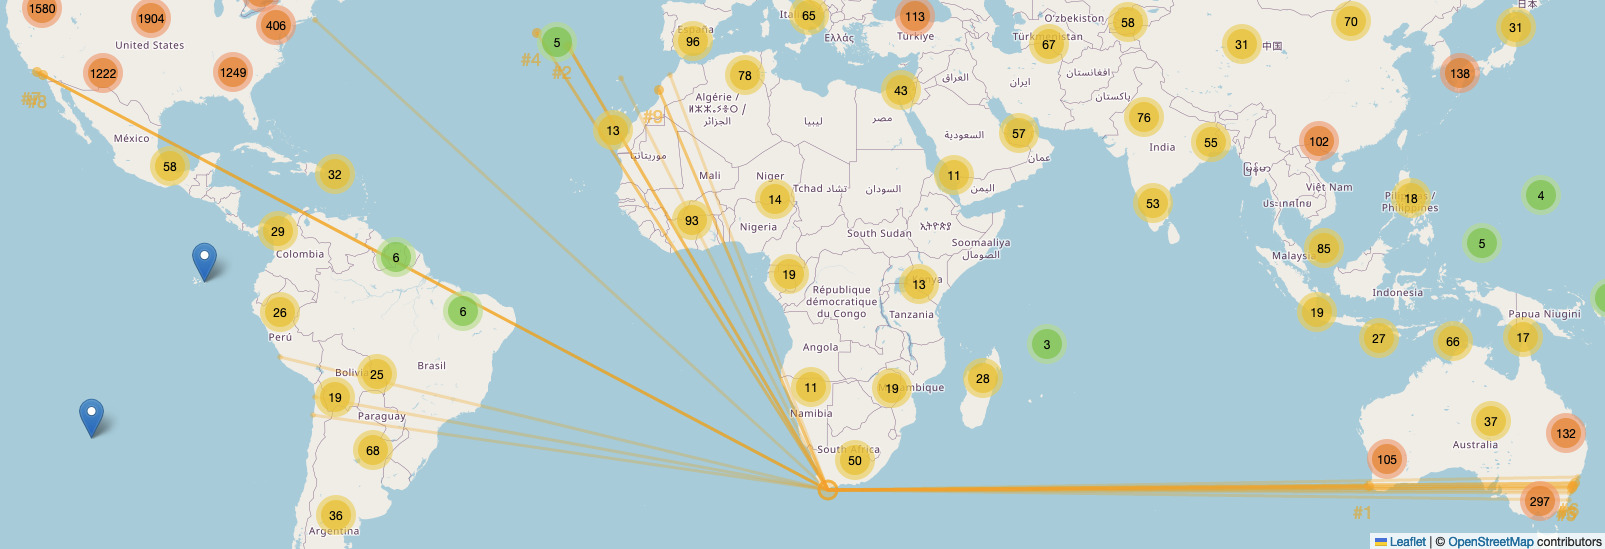 1580
1904
406
United States
1222
1249
#7
México
58
32
29
Colombia
6
6
26
Perú
Bolivia
25
19
Brasil
Paraguay
68
36
Argentina
#4
5
#2
España
96
Italia
65
Ελλάς
113
Türkiye
78
Algérie /
الجزائر
#9
13
موريتانيا
ليبيا
43
مصر
العراق
ایران
السعودية
57
عمان
Mali
Niger
14
Tchad تشاد
السودان
11
اليمن
93
Nigeria
South Sudan
Soomaaliya
الصومال
19
République
démocratique
du Congo
13
Kenya
Tanzania
Angola
11
19
Mozambique
28
3
Namibia
South Africa
50
Oʻzbekiston
58
Türkmenistan
67
افغانستان
پاکستان
76
India
55
53
70
31
中国
日本
31
138
102
Việt Nam
ประเทศไทย
18
Philippines
4
5
85
Malaysia
Indonesia
19
27
66
17
Papua Niugini
37
Australia
132
105
297
#1
Leaflet | © OpenStreetMap contributors